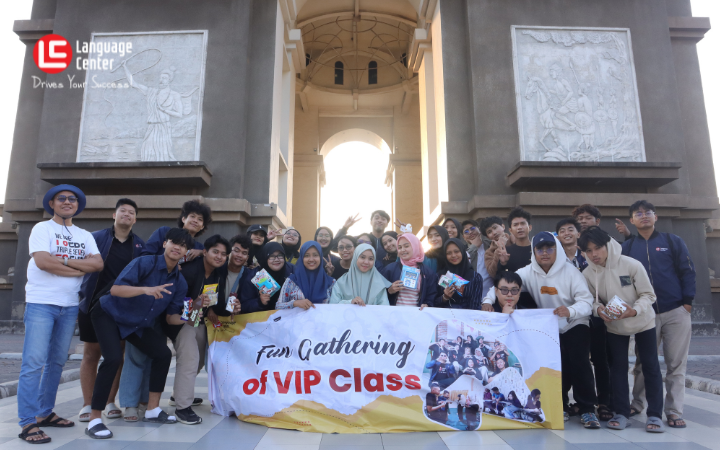 LC
Language
Center
Drives Your Success
Fun Gathering
of VIP Class